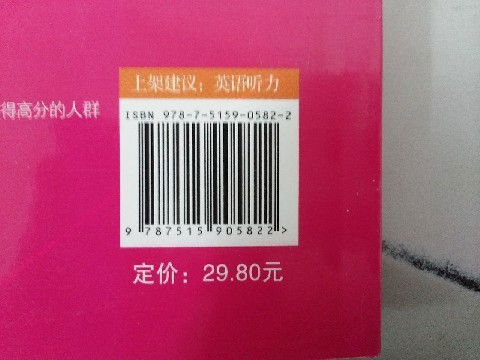 上架建议：英语听力
得高分的人群
ISBN 978-7-5159-0582-2
9 787515 905822 >
定价：29.80元